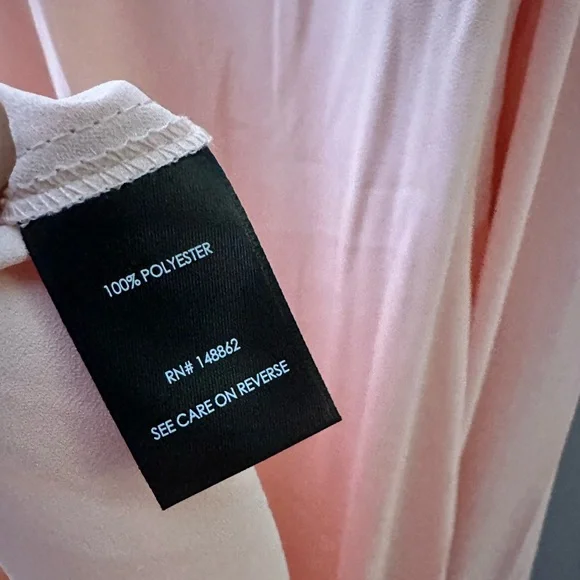 100% POLYESTER
RN# 148862
SEE CARE ON REVERSE